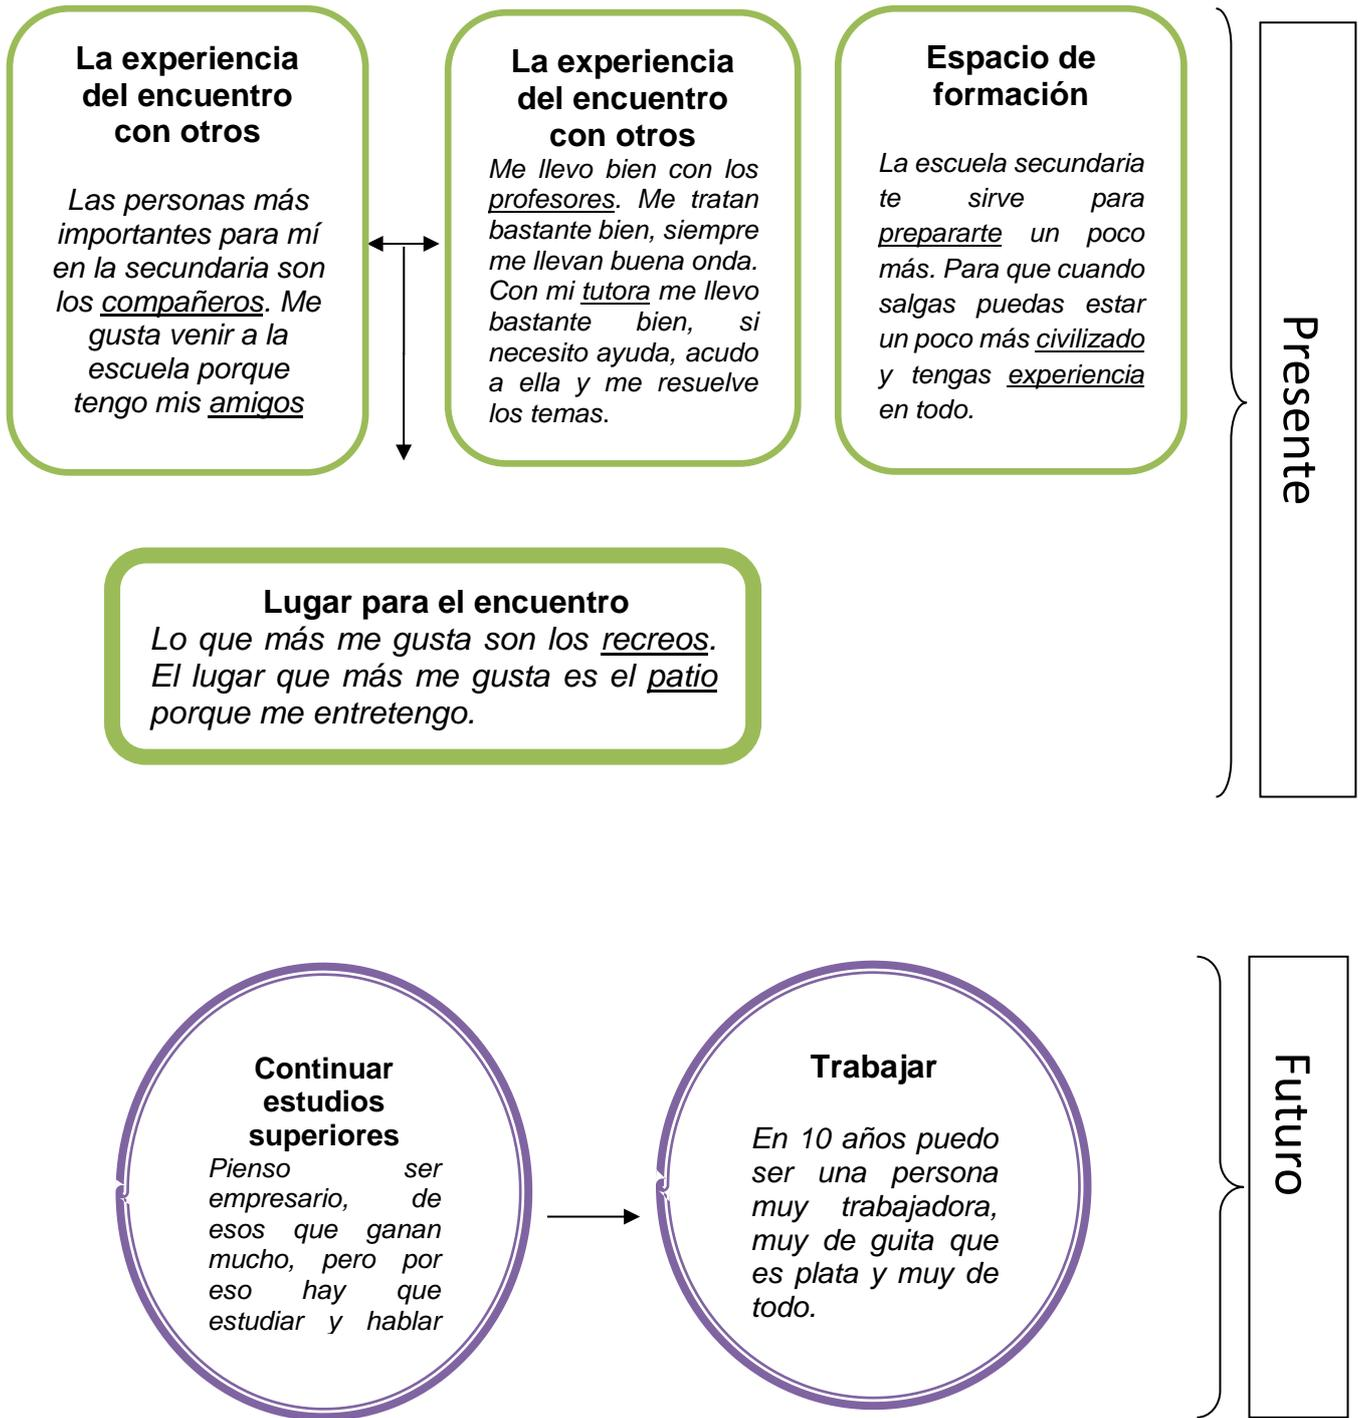 La experiencia
del encuentro
con otros
Las personas más
importantes para mí
en la secundaria son
los compañeros. Me
gusta venir a la
escuela porque
tengo mis amigos
La experiencia
del encuentro
con otros
Me llevo bien con los
profesores. Me tratan
bastante bien, siempre
me llevan buena onda.
Con mi tutora me llevo
bastante bien, si
necesito ayuda, acudo
a ella y me resuelve
los temas.
Espacio de
formación
La escuela secundaria
te sirve para
prepararte un poco
más. Para que cuando
salgas puedas estar
un poco más civilizado
y tengas experiencia
en todo.
Presente
Lugar para el encuentro
Lo que más me gusta son los recreos.
El lugar que más me gusta es el patio
porque me entretengo.
Continuar
estudios
superiores
Pienso ser
empresario, de
esos que ganan
mucho, pero por
eso hay que
estudiar y hablar
Trabajar
En 10 años puedo
ser una persona
muy trabajadora,
muy de guita que
es plata y muy de
todo.
Futuro